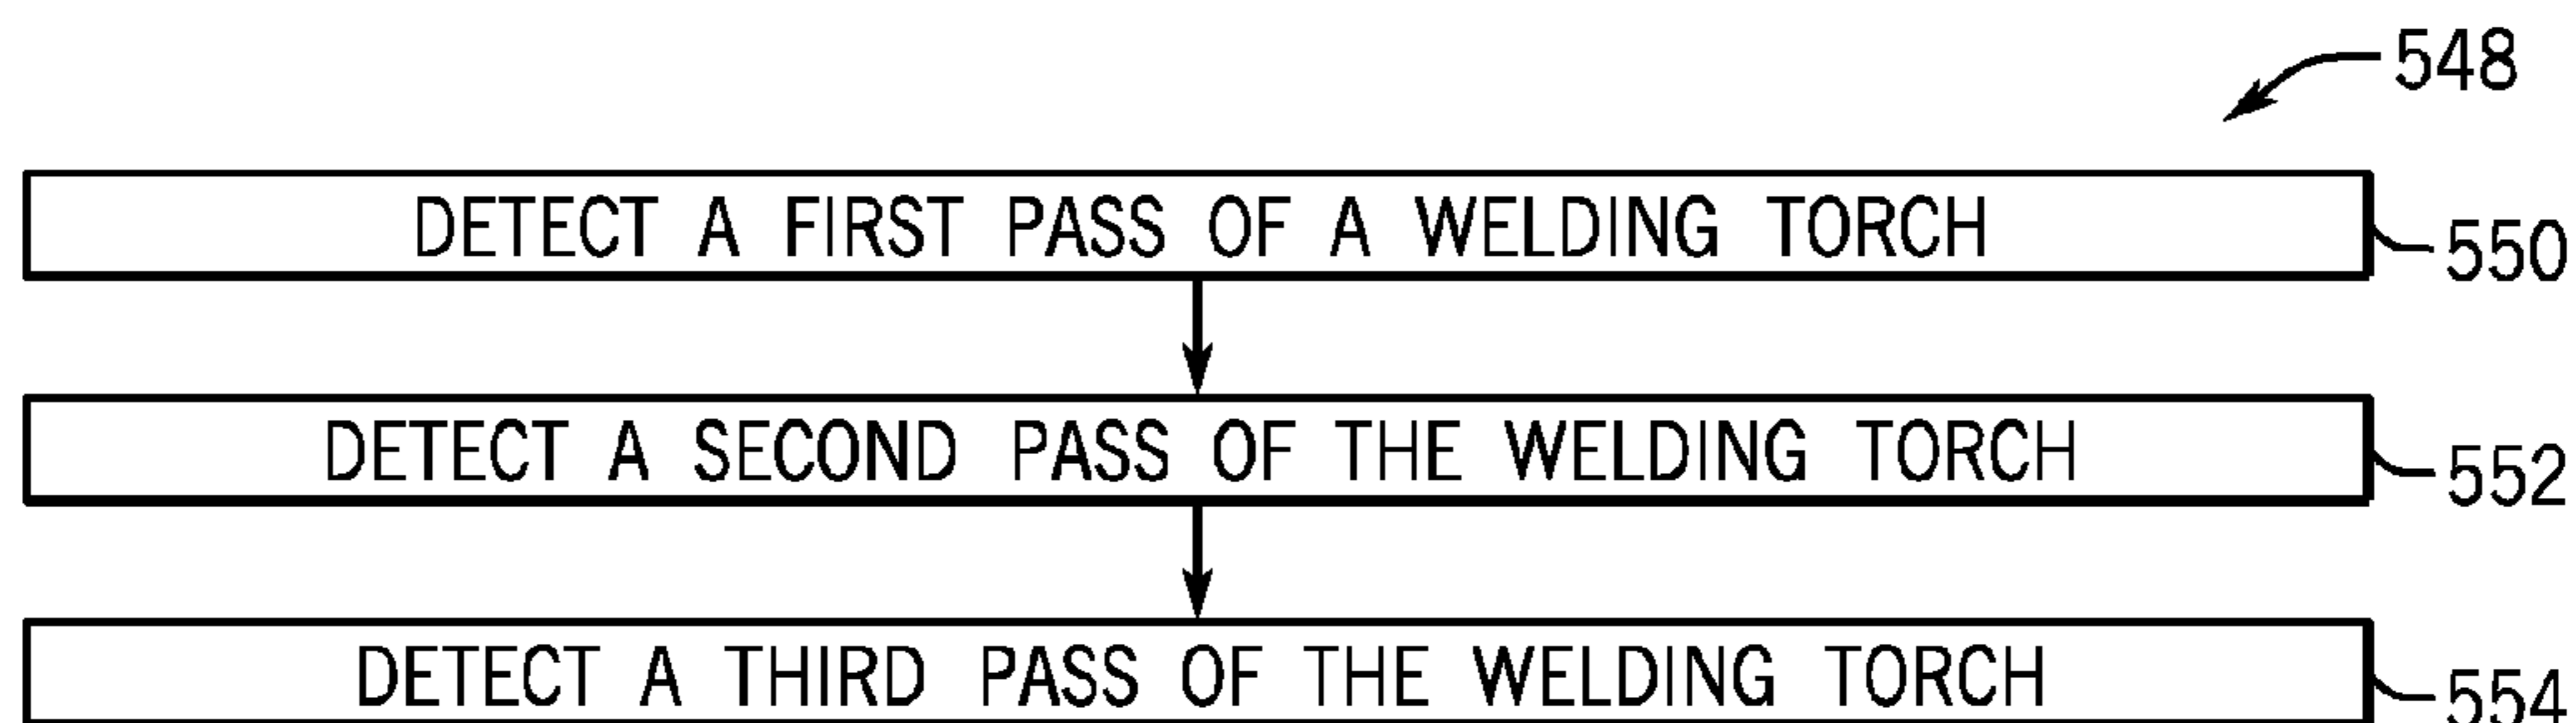 548
DETECT A FIRST PASS OF A WELDING TORCH
550
DETECT A SECOND PASS OF THE WELDING TORCH
552
DETECT A THIRD PASS OF THE WELDING TORCH
554